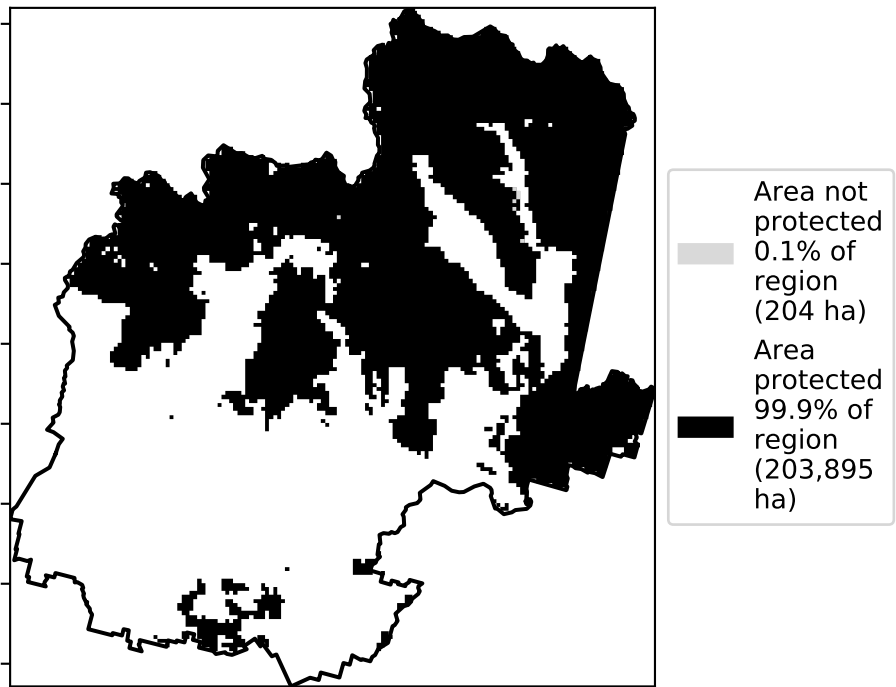 Area not
protected
0.1% of
region
(204 ha)
Area
protected
99.9% of
region
(203,895
ha)